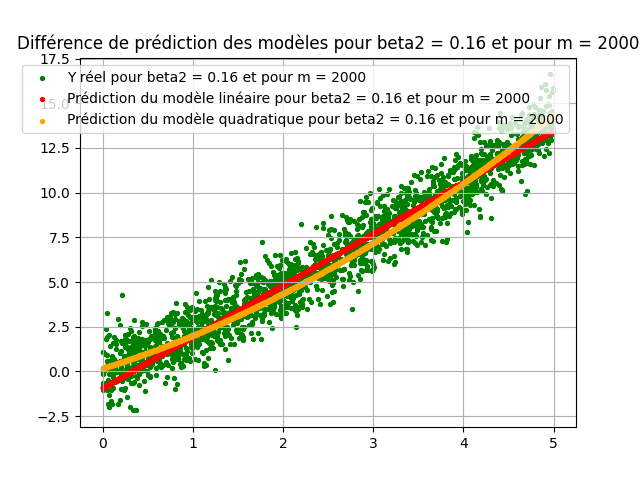 Différence de prédiction des modèles pour beta2 = 0.16 et pour m = 2000
17.5
Y réel pour beta2 = 0.16 et pour m = 2000
15.0
Prédiction du modèle linéaire pour beta2 = 0.16 et pour m = 2000
Prédiction du modèle quadratique pour beta2 = 0.16 et pour m = 2000
12.5
10.0
7.5
5.0
2.5
0.0
−2.5
0 1 2 3 4 5